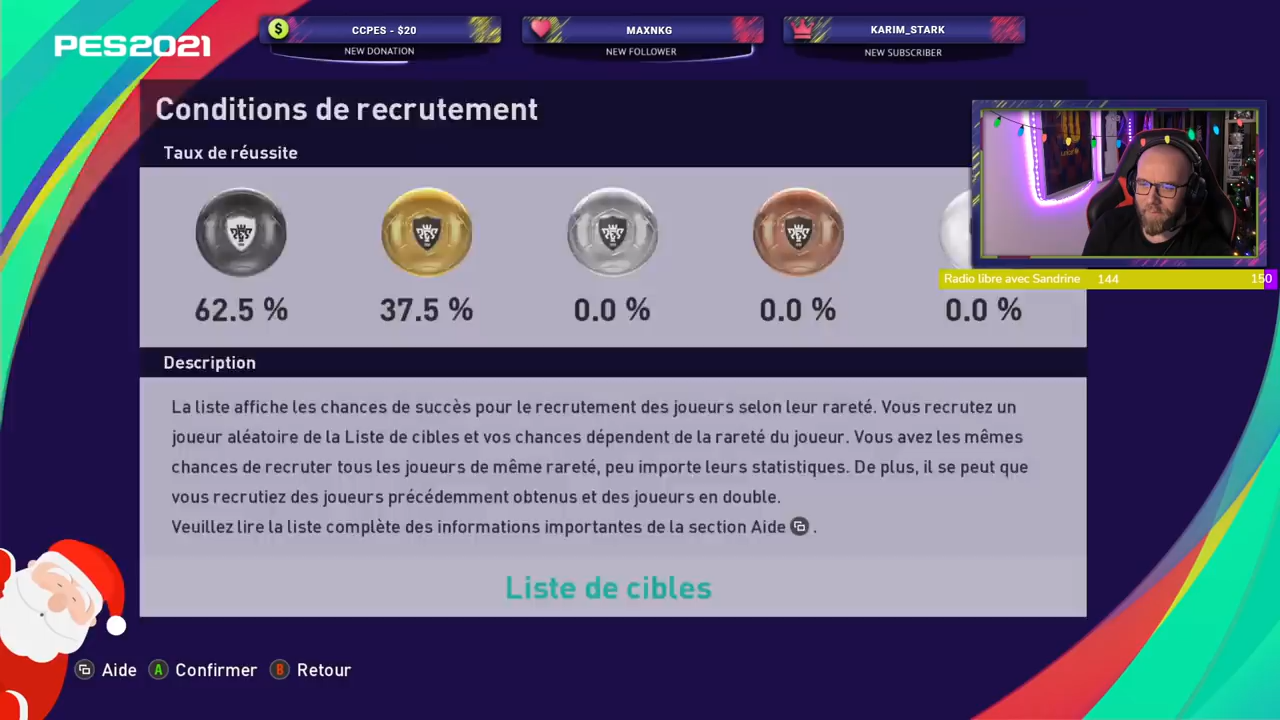 PES2021
$
CCPES - $20
NEW DONATION
MAXNKG
NEW FOLLOWER
KARIM_STARK
NEW SUBSCRIBER
Conditions de recrutement
Taux de réussite
62.5 %
37.5 %
0.0 %
0.0 %
0.0 %
Radio libre avec Sandrine 144 150
Description
La liste affiche les chances de succès pour le recrutement des joueurs selon leur rareté. Vous recrutez un
joueur aléatoire de la Liste de cibles et vos chances dépendent de la rareté du joueur. Vous avez les mêmes
chances de recruter tous les joueurs de même rareté, peu importe leurs statistiques. De plus, il se peut que
vous recrutiez des joueurs précédemment obtenus et des joueurs en double.
Veuillez lire la liste complète des informations importantes de la section Aide .
Liste de cibles
Aide A Confirmer B Retour